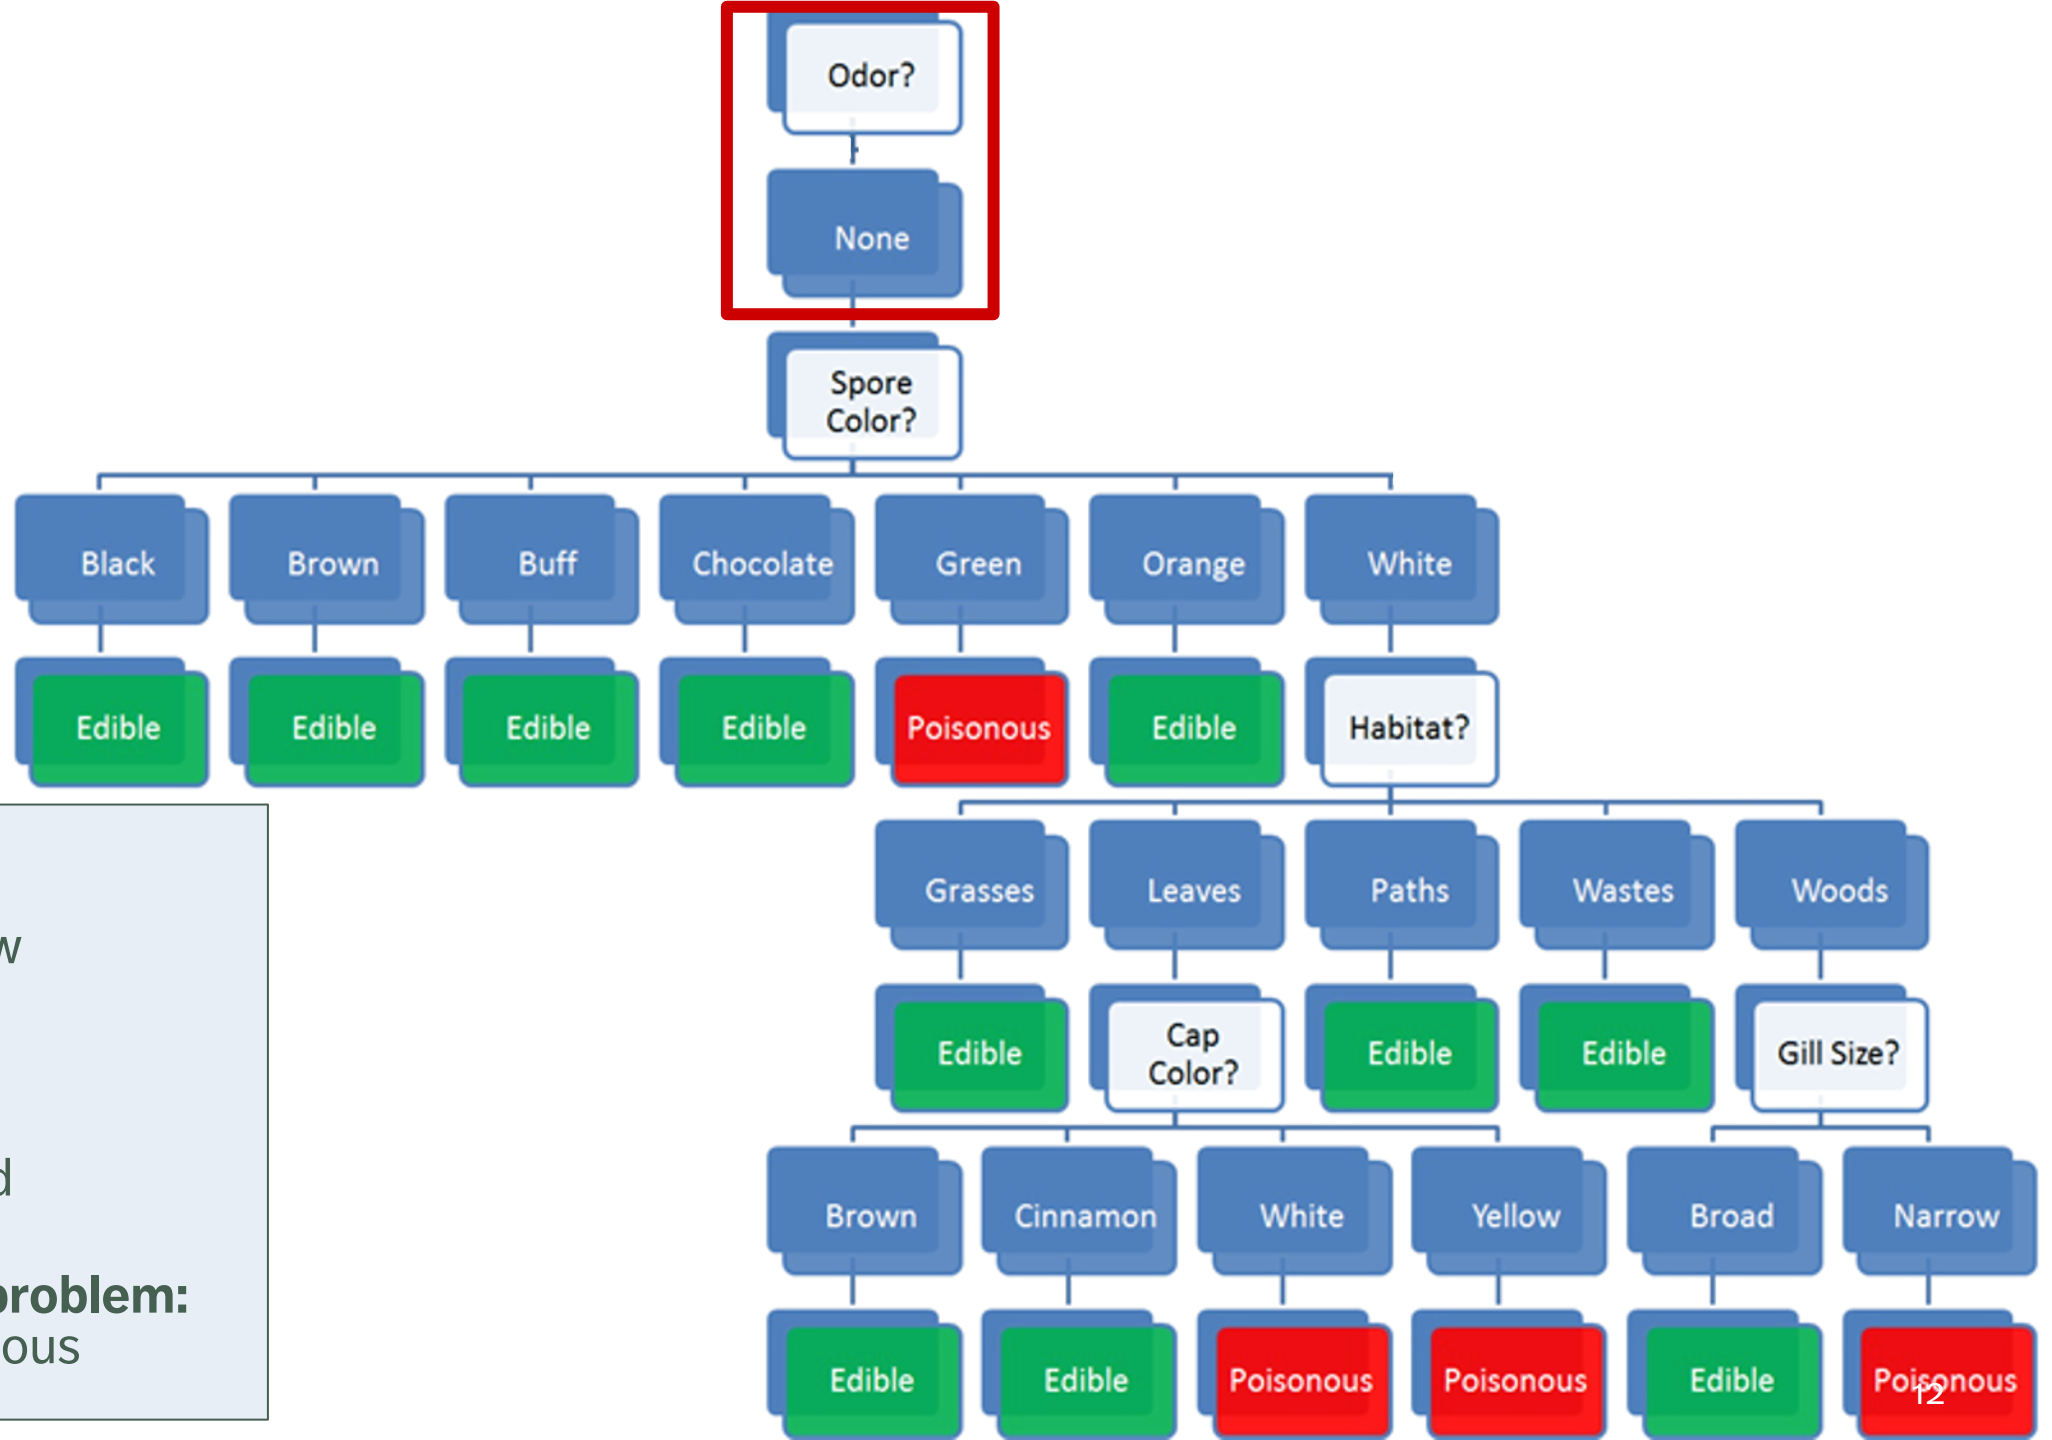 Odor?
None
Spore
Color?
Black
Brown
Buff
Chocolate
Green
Orange
White
Edible
Edible
Edible
Edible
Poisonous
Edible
Habitat?
Grasses
Leaves
Paths
Wastes
Woods
Edible
Cap
Color?
Edible
Edible
Gill Size?
Brown
Cinnamon
White
Yellow
Broad
Narrow
Edible
Edible
Poisonous
Poisonous
Edible
Poisonous
w
d
problem:
ous
12